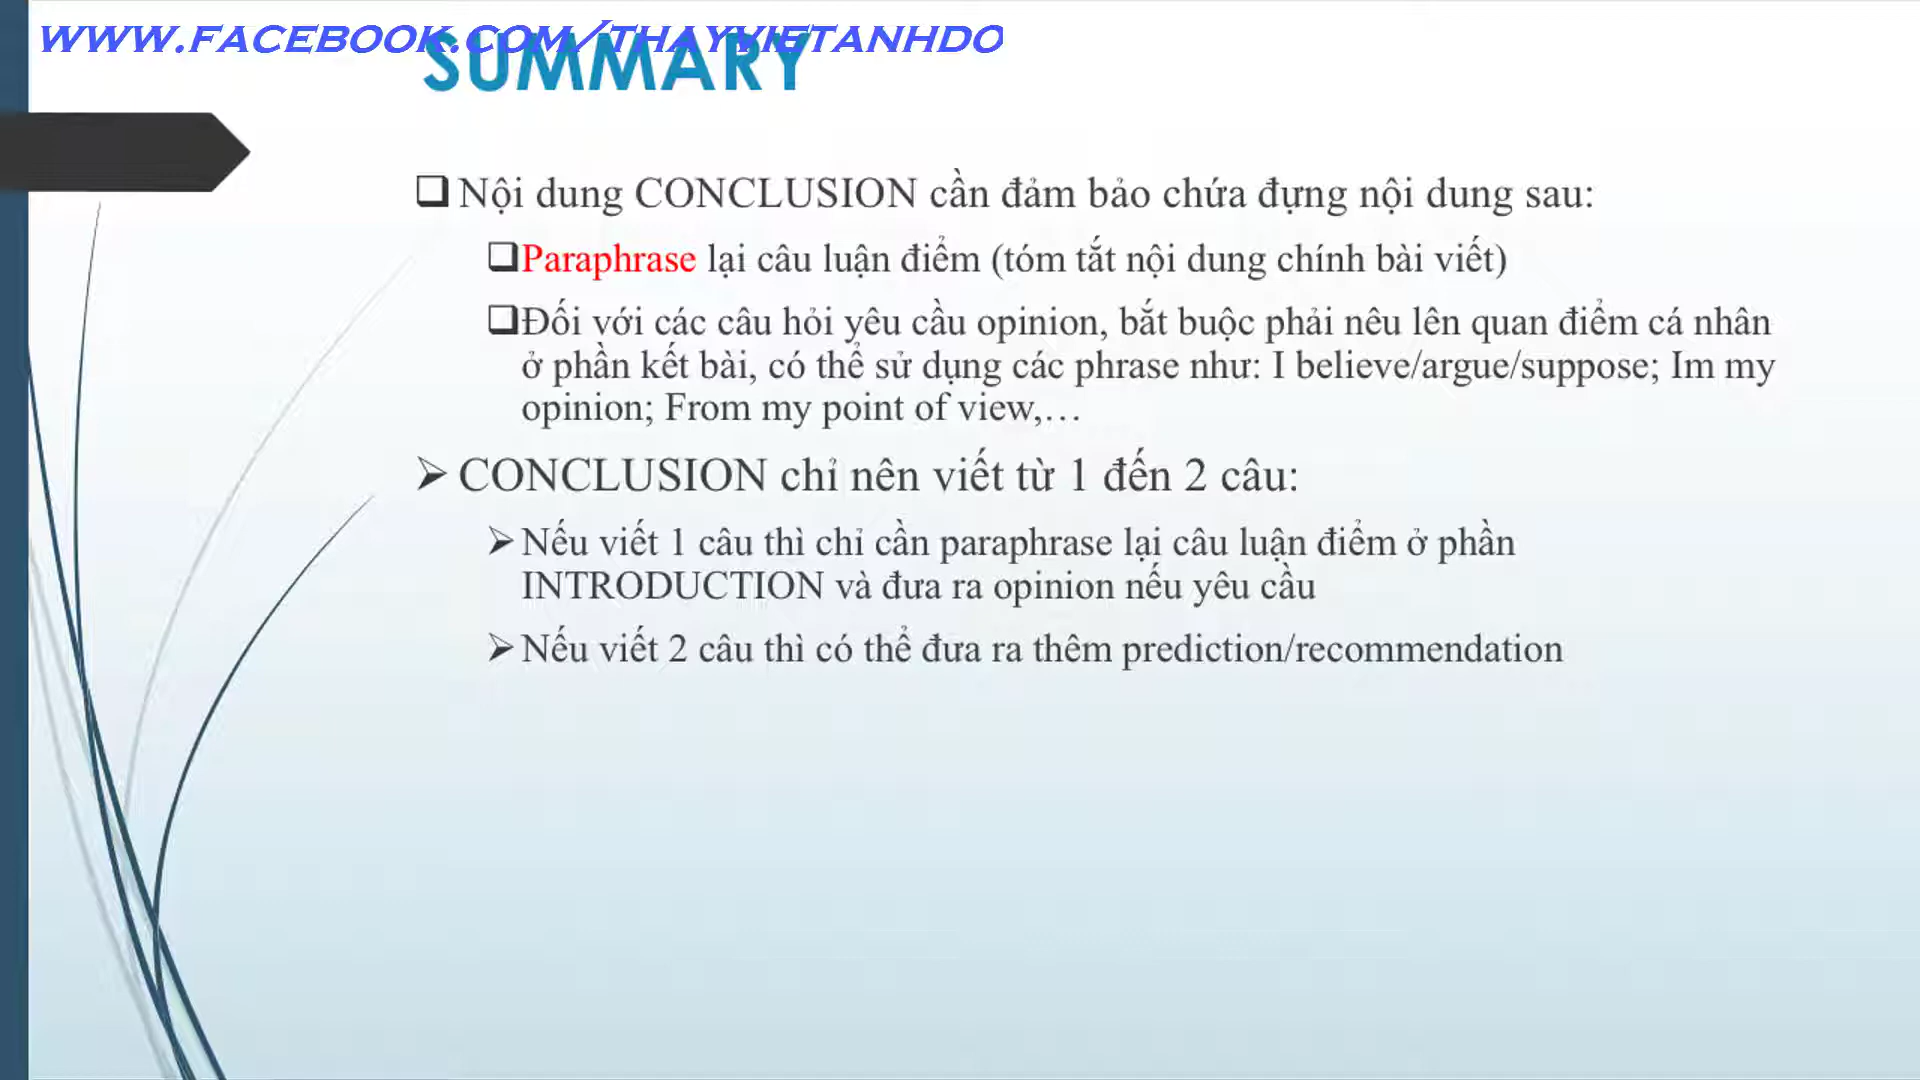 WWW.FACEBOOK.COM/THAYVIETANHDO
SUMMARY
Nội dung CONCLUSION cần đảm bảo chứa đựng nội dung sau:
Paraphrase lại câu luận điểm (tóm tắt nội dung chính bài viết)
Đối với các câu hỏi yêu cầu opinion, bắt buộc phải nêu lên quan điểm cá nhân
ở phần kết bài, có thể sử dụng các phrase như: I believe/argue/suppose; Im my
opinion; From my point of view,…
CONCLUSION chỉ nên viết từ 1 đến 2 câu:
Nếu viết 1 câu thì chỉ cần paraphrase lại câu luận điểm ở phần
INTRODUCTION và đưa ra opinion nếu yêu cầu
Nếu viết 2 câu thì có thể đưa ra thêm prediction/recommendation